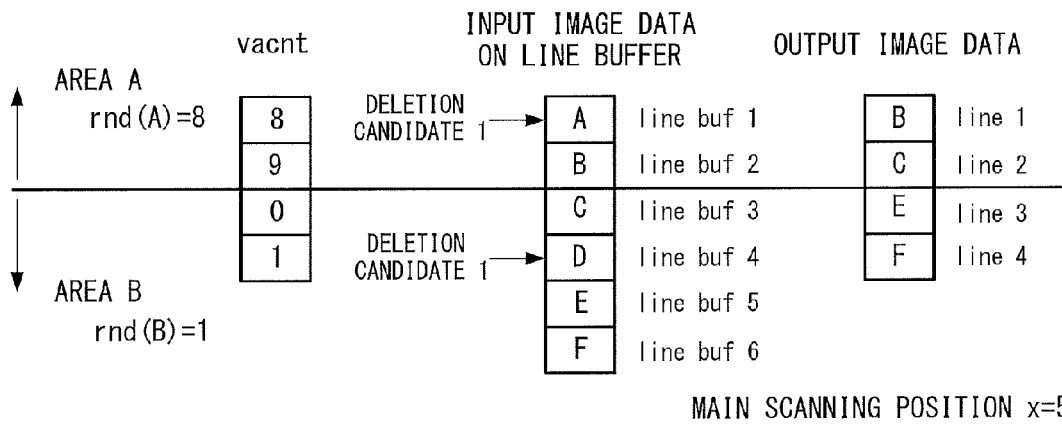 vacnt
INPUT IMAGE DATA
ON LINE BUFFER
OUTPUT IMAGE DATA
AREA A
rnd(A)=8
DELETION
CANDIDATE 1
8 A line buf 1 B line 1
9 B line buf 2 C line 2
0 C line buf 3 E line 3
DELETION
CANDIDATE 1
1 D line buf 4 F line 4
AREA B
rnd(B)=1
E line buf 5
F line buf 6
MAIN SCANNING POSITION